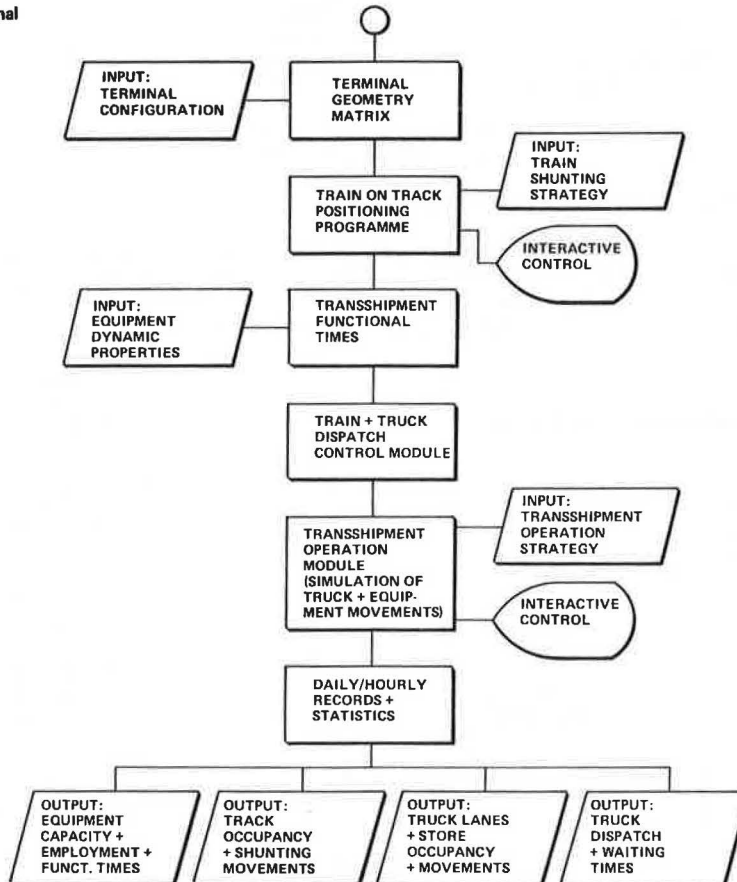 nal
INPUT:
TERMINAL
CONFIGURATION
TERMINAL
GEOMETRY
MATRIX
INPUT:
TRAIN
SHUNTING
STRATEGY
TRAIN ON TRACK
POSITIONING
PROGRAMME
INTERACTIVE
CONTROL
INPUT:
EQUIPMENT
DYNAMIC
PROPERTIES
TRANSSHIPMENT
FUNCTIONAL
TIMES
TRAIN + TRUCK
DISPATCH
CONTROL MODULE
INPUT:
TRANSSHIPMENT
OPERATION
STRATEGY
TRANSSHIPMENT
OPERATION
MODULE
(SIMULATION OF
TRUCK + EQUIP-
MENT MOVEMENTS)
INTERACTIVE
CONTROL
DAILY/HOURLY
RECORDS +
STATISTICS
OUTPUT:
EQUIPMENT
CAPACITY +
EMPLOYMENT +
FUNCT. TIMES
OUTPUT:
TRACK
OCCUPANCY
+ SHUNTING
MOVEMENTS
OUTPUT:
TRUCK LANES
+ STORE
OCCUPANCY
+ MOVEMENTS
OUTPUT:
TRUCK
DISPATCH
+ WAITING
TIMES